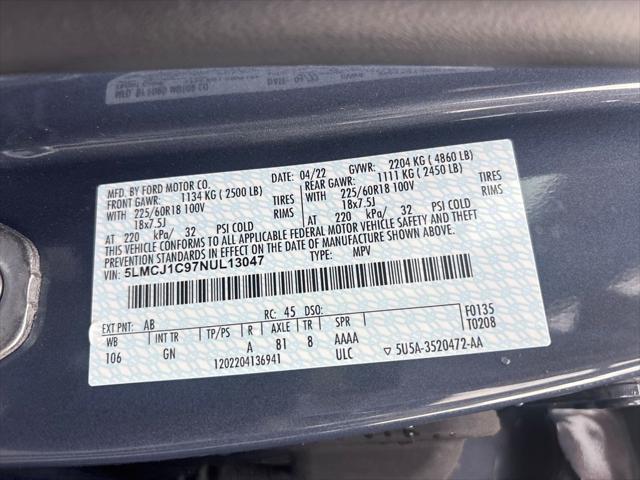 MFD. BY FORD MOTOR CO.
DATE: 04/22 GVWR: 2204 KG ( 4860 LB)
FRONT GAWR: 1134 KG ( 2500 LB) REAR GAWR: 1111 KG ( 2450 LB)
WITH 225/60R18 100V TIRES WITH 225/60R18 100V TIRES
18x7.5J RIMS 18x7.5J RIMS
AT 220 kPa/ 32 PSI COLD AT 220 kPa/ 32 PSI COLD
THIS VEHICLE CONFORMS TO ALL APPLICABLE FEDERAL MOTOR VEHICLE SAFETY AND THEFT
PREVENTION STANDARDS IN EFFECT ON THE DATE OF MANUFACTURE SHOWN ABOVE.
VIN: 5LMCJ1C97NUL13047 TYPE: MPV
EXT PNT: AB RC: 45 DSO: F0135
WB INT TR TP/PS R AXLE TR SPR T0208
106 GN A 81 8 AAAA
1202204136941 ULC ▽ 5U5A-3520472-AA